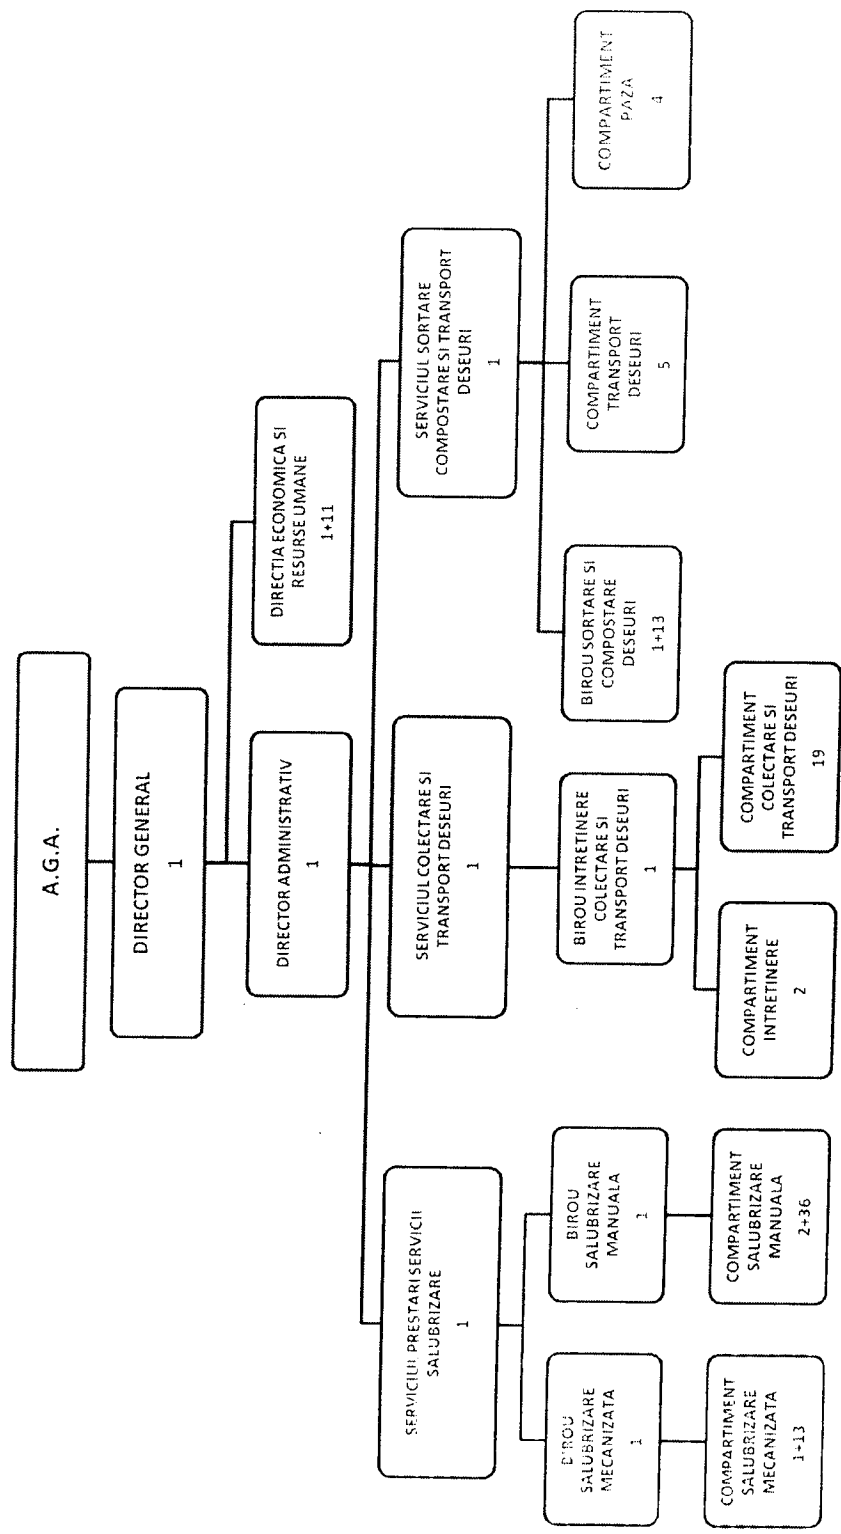 A.G.A.
DIRECTOR GENERAL
1
DIRECTOR ADMINISTRATIV
1
DIRECTIA ECONOMICA SI
RESURSE UMANE
1+11
SERVICIUL PRESTARI SERVICII
SALUBRIZARE
1
SERVICIUL COLECTARE SI
TRANSPORT DESEURI
1
SERVICIUL SORTARE
COMPOSTARE SI TRANSPORT
DESEURI
1
BIROU
SALUBRIZARE
MECANIZATA
1
BIROU
SALUBRIZARE
MANUALA
1
BIROU INTRETINERE
COLECTARE SI
TRANSPORT DESEURI
1
BIROU SORTARE SI
COMPOSTARE
DESEURI
1+13
COMPARTIMENT
TRANSPORT
DESEURI
5
COMPARTIMENT
PAZA
4
COMPARTIMENT
SALUBRIZARE
MECANIZATA
1+13
COMPARTIMENT
SALUBRIZARE
MANUALA
2+36
COMPARTIMENT
INTRETINERE
2
COMPARTIMENT
COLECTARE SI
TRANSPORT DESEURI
19